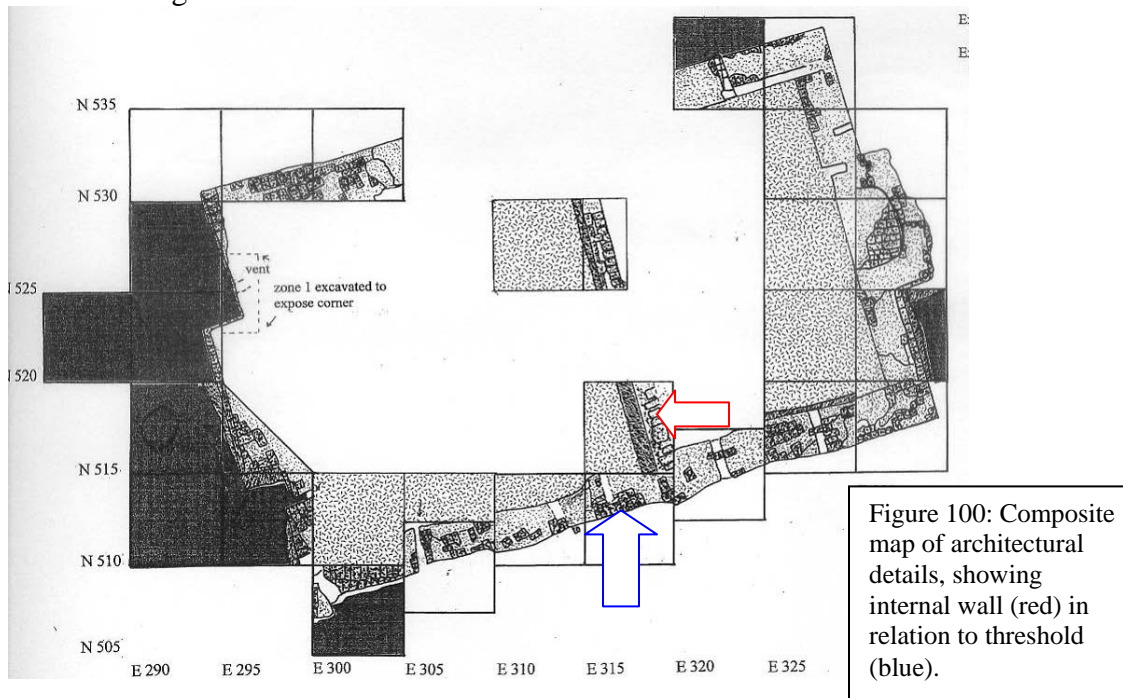 E:
E:
N 535
N 530
vent
N 525
zone 1 excavated to
expose corner
N 520
N 515
N 510
N 505
E 290
E 295
E 300
E 305
E 310
E 315
E 320
E 325
Figure 100: Composite
map of architectural
details, showing
internal wall (red) in
relation to threshold
(blue).